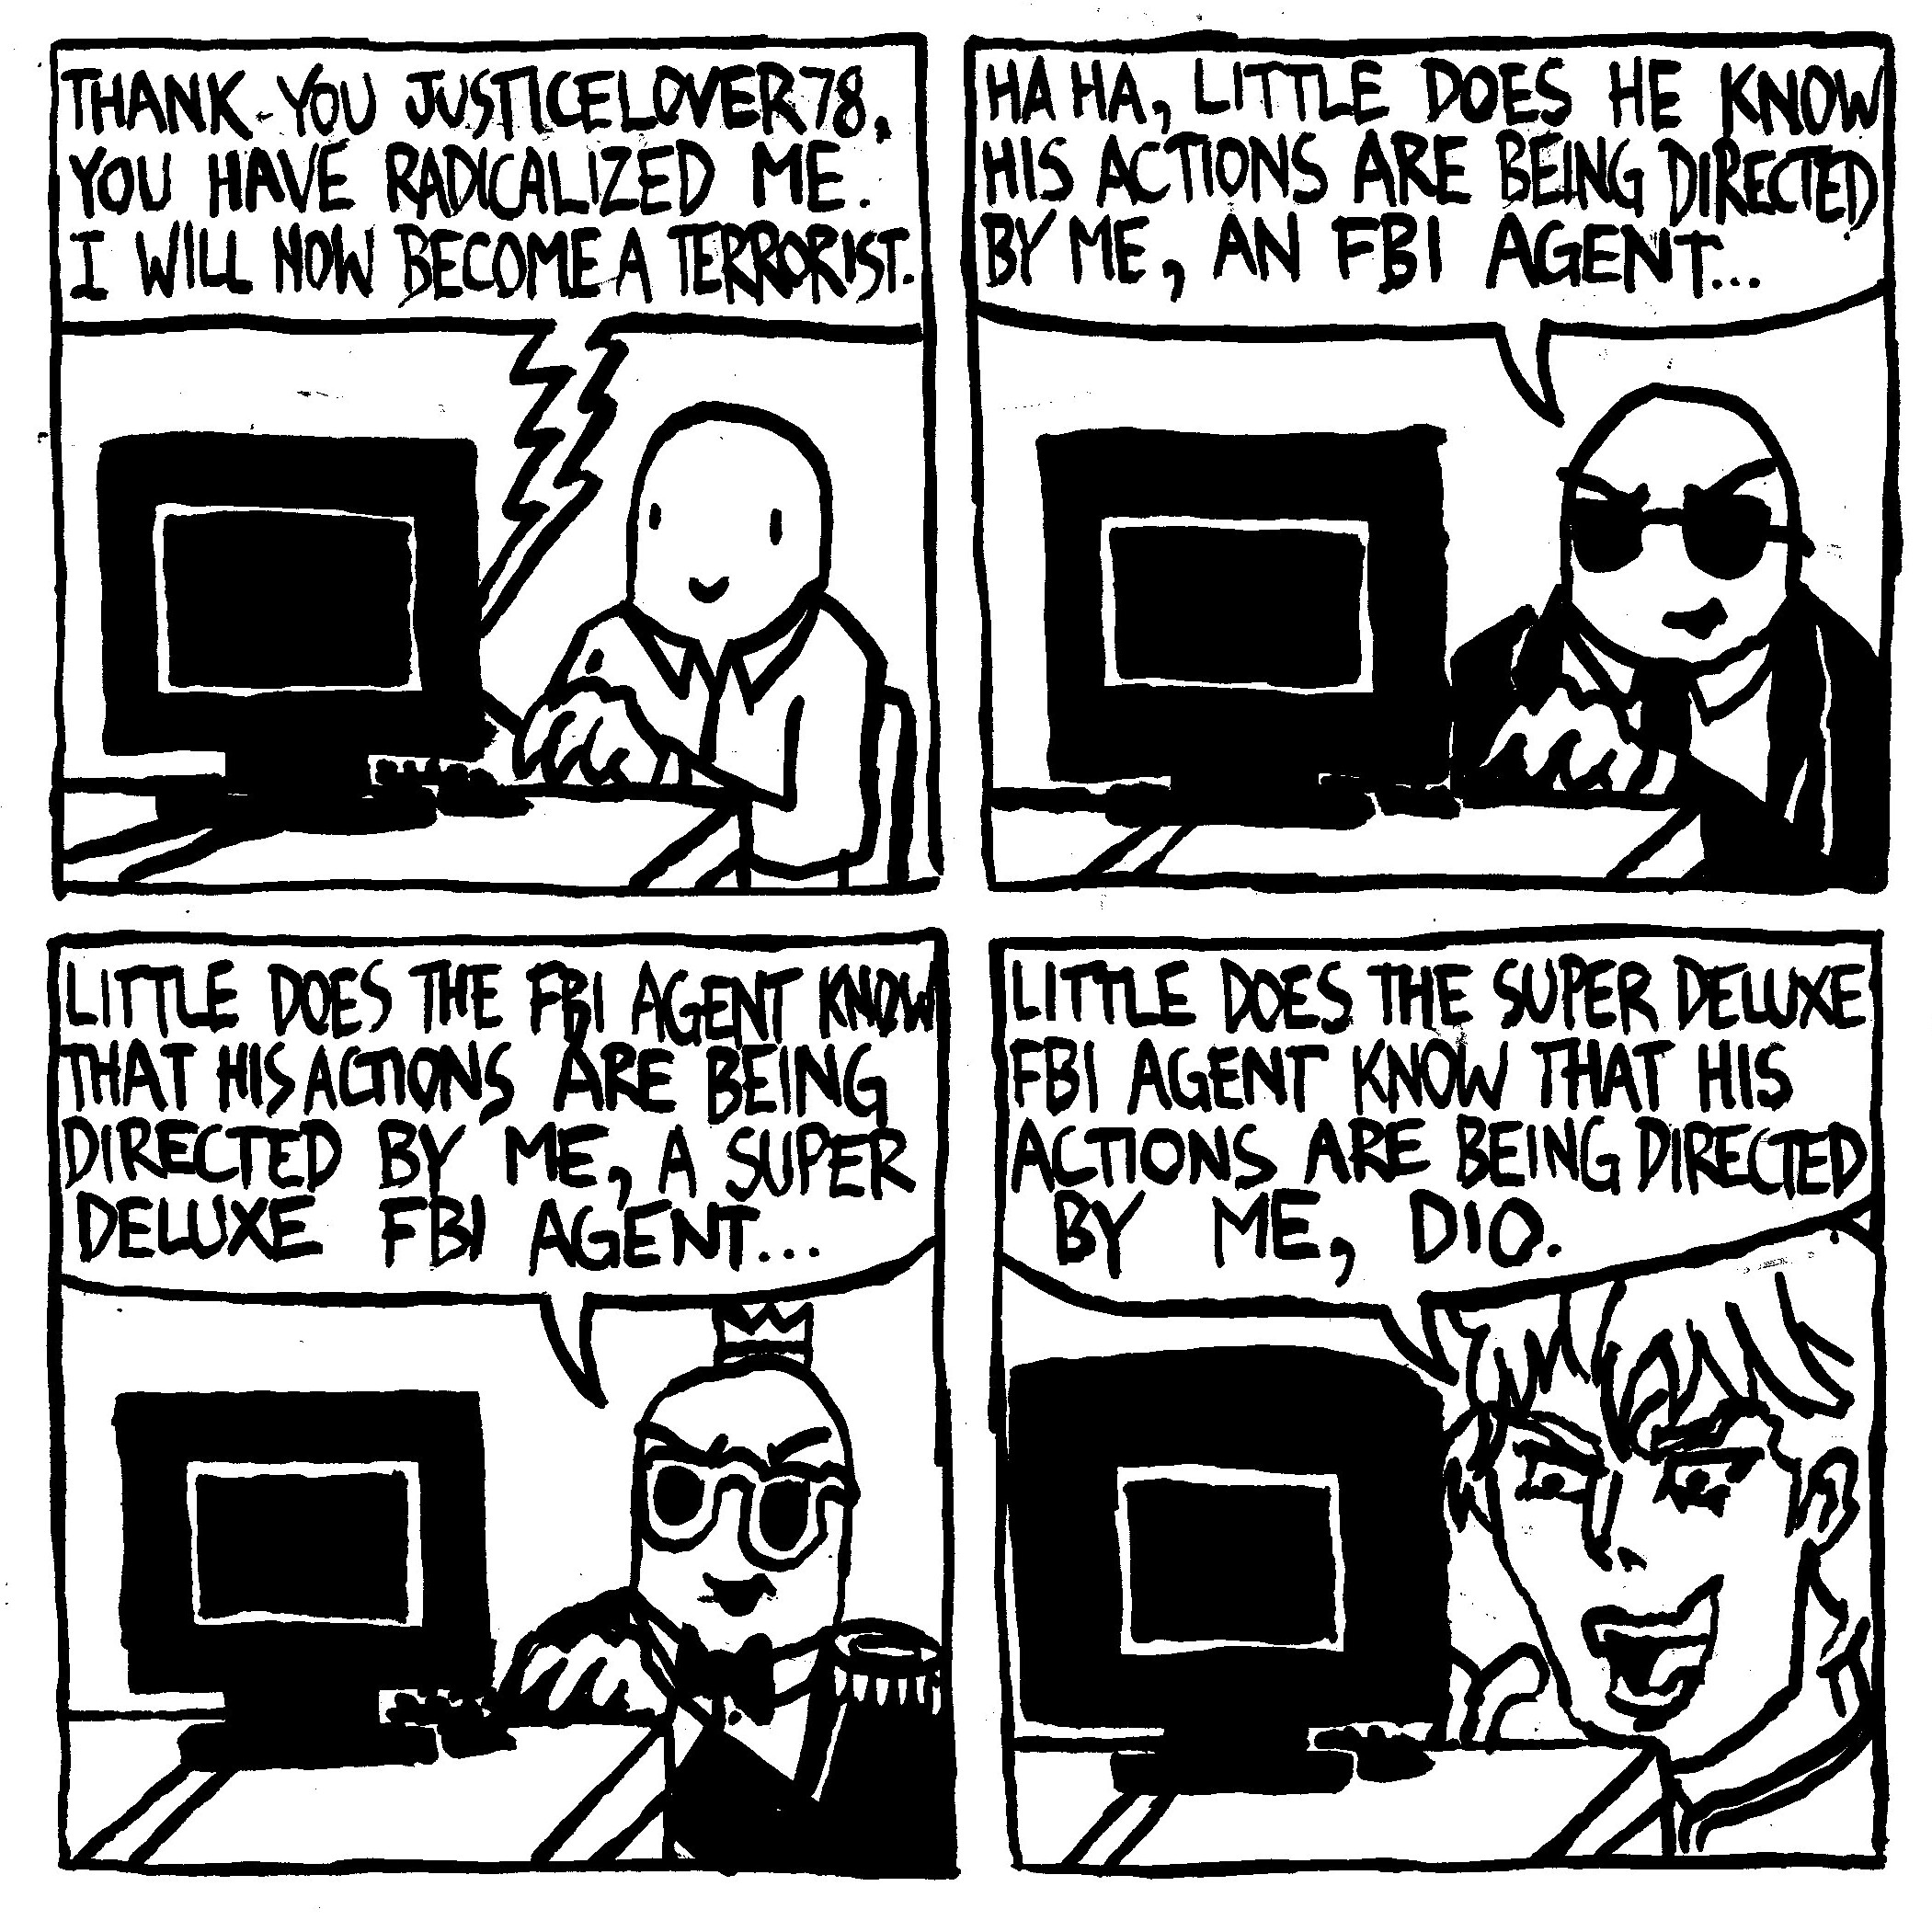 THANK YOU JUSTICELOVER78,
YOU HAVE RADICALIZED ME.
I WILL NOW BECOME A TERRORIST.
HA HA, LITTLE DOES HE KNOW
HIS ACTIONS ARE BEING DIRECTED
BY ME, AN FBI AGENT...
LITTLE DOES THE FBI AGENT KNOW
THAT HIS ACTIONS ARE BEING
DIRECTED BY ME, A SUPER
DELUXE FBI AGENT...
LITTLE DOES THE SUPER DELUXE
FBI AGENT KNOW THAT HIS
ACTIONS ARE BEING DIRECTED
BY ME, DIO.